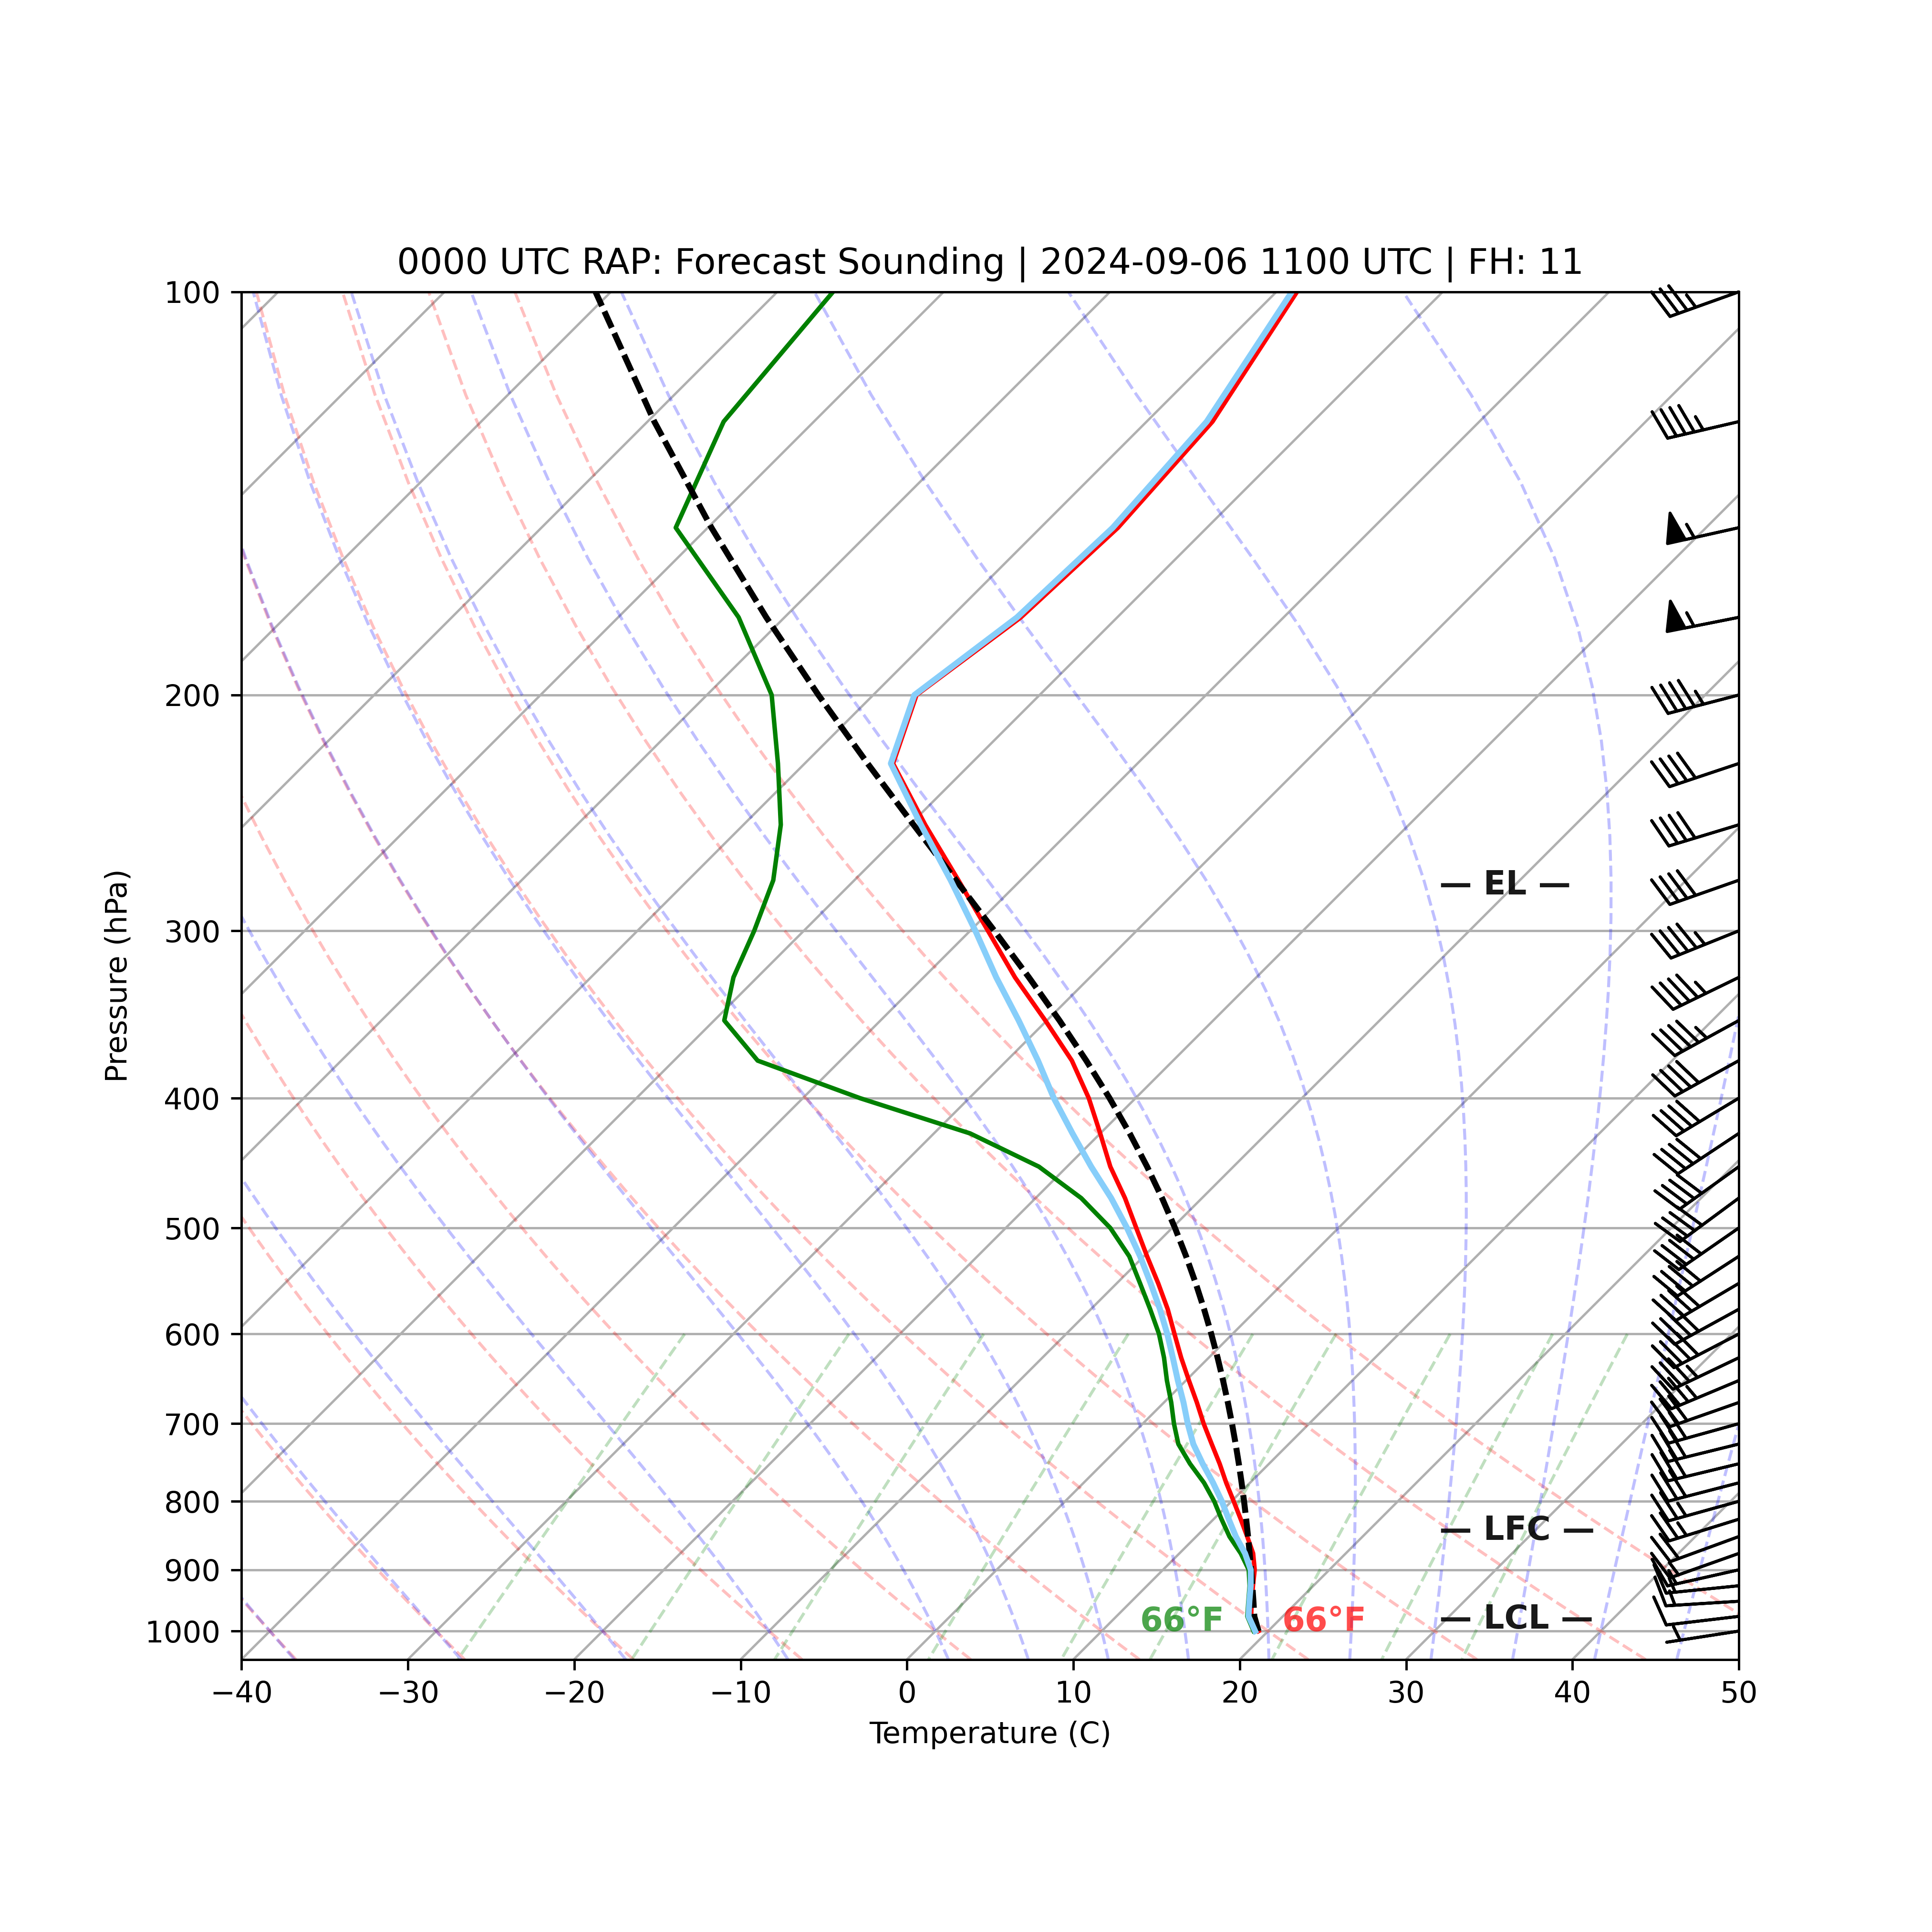 0000 UTC RAP: Forecast Sounding | 2024-09-06 1100 UTC | FH: 11
100
200
300
400
500
600
700
800
900
1000
Pressure (hPa)
— EL —
— LFC —
— LCL —
66°F 66°F
−40 −30 −20 −10 0 10 20 30 40 50
Temperature (C)